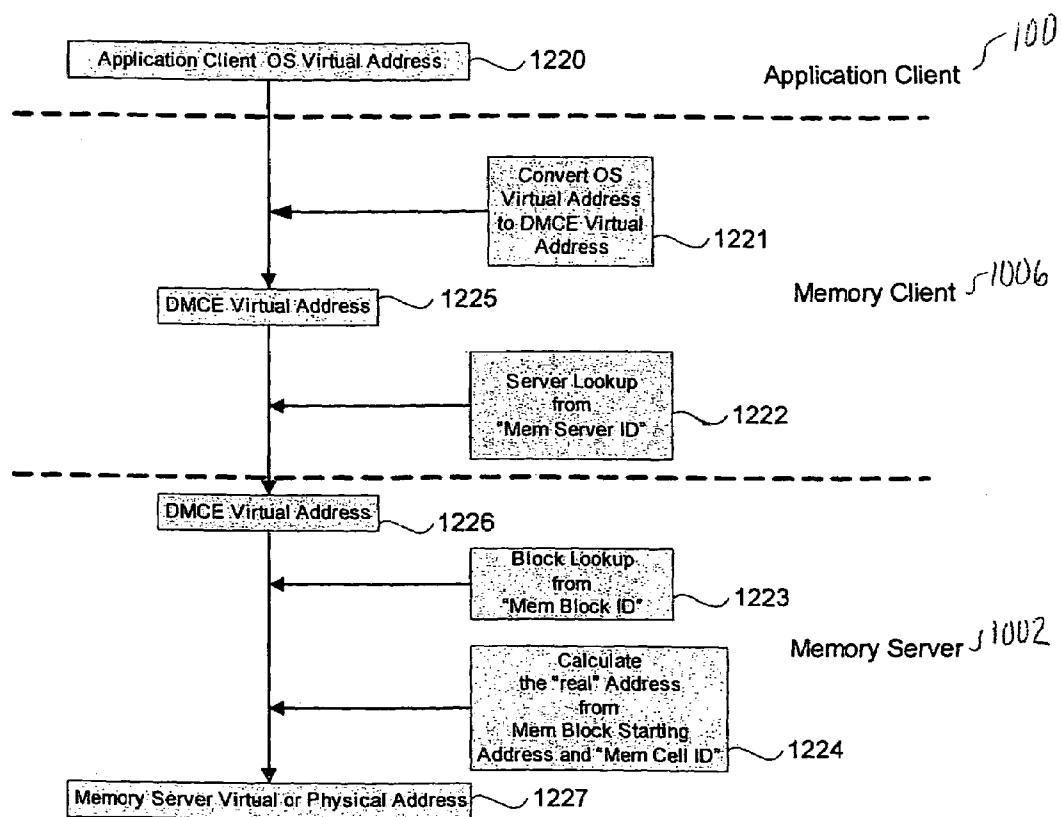 Application Client OS Virtual Address
1220
Application Client
100
Convert OS
Virtual Address
to DMCE Virtual
Address
1221
DMCE Virtual Address
1225
Memory Client
1006
Server Lookup
from
"Mem Server ID"
1222
DMCE Virtual Address
1226
Block Lookup
from
"Mem Block ID"
1223
Memory Server
1002
Calculate
the "real" Address
from
Mem Block Starting
Address and "Mem Cell ID"
1224
Memory Server Virtual or Physical Address
1227